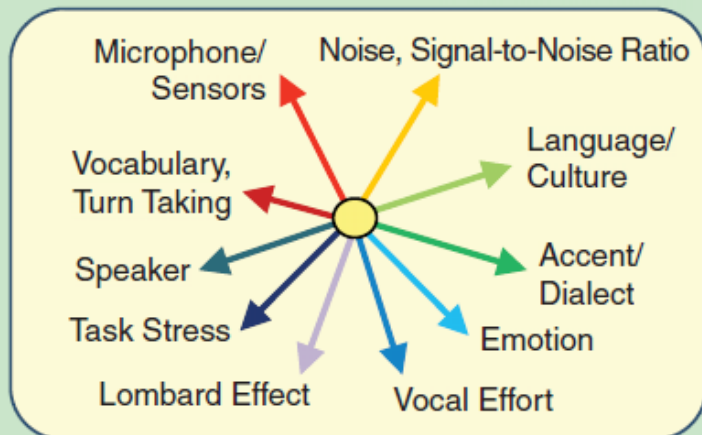 Microphone/
Sensors
Noise, Signal-to-Noise Ratio
Vocabulary,
Turn Taking
Language/
Culture
Speaker
Accent/
Dialect
Task Stress
Emotion
Lombard Effect
Vocal Effort